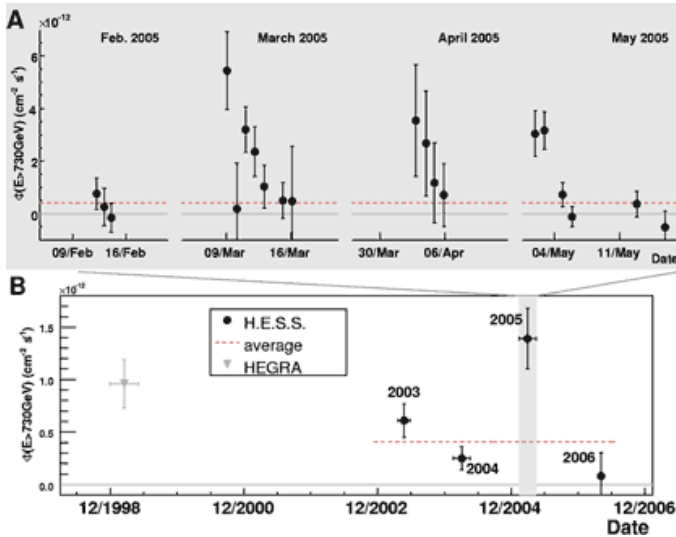 A
×10⁻¹²
Feb. 2005 March 2005 April 2005 May 2005
Φ(E>730GeV) (cm⁻² s⁻¹)
6
4
2
0
09/Feb 16/Feb 09/Mar 16/Mar 30/Mar 06/Apr 04/May 11/May Date
B
×10⁻¹²
Φ(E>730GeV) (cm⁻² s⁻¹)
1.5
1.0
0.5
0.0
H.E.S.S.
average
HEGRA
2003
2004
2005
2006
12/1998 12/2000 12/2002 12/2004 12/2006
Date